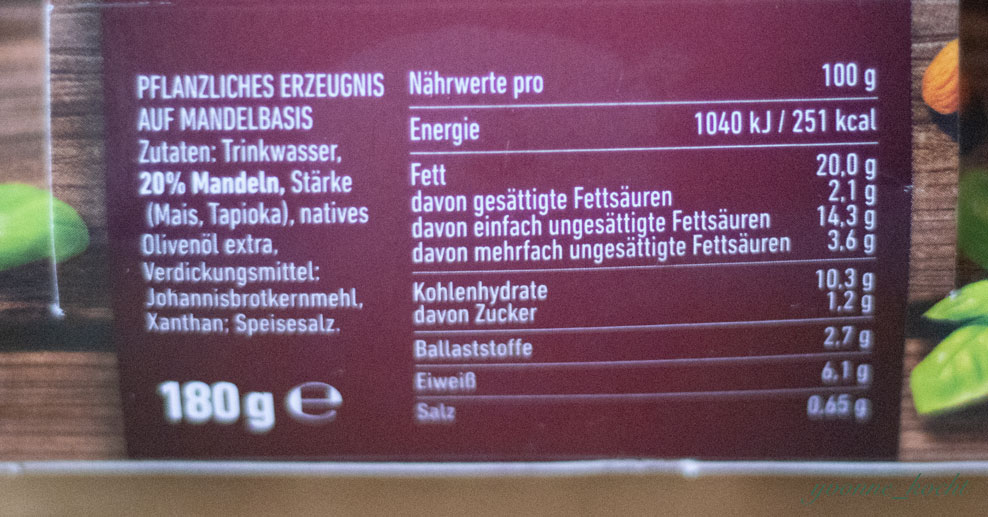 PFLANZLICHES ERZEUGNIS
AUF MANDELBASIS
Zutaten: Trinkwasser,
20% Mandeln, Stärke
(Mais, Tapioka), natives
Olivenöl extra,
Verdickungsmittel:
Johannisbrotkernmehl,
Xanthan; Speisesalz.
180 g e
Nährwerte pro 100 g
Energie 1040 kJ / 251 kcal
Fett 20,0 g
davon gesättigte Fettsäuren 2,1 g
davon einfach ungesättigte Fettsäuren 14,3 g
davon mehrfach ungesättigte Fettsäuren 3,6 g
Kohlenhydrate 10,3 g
davon Zucker 1,2 g
Ballaststoffe 2,7 g
Eiweiß 6,1 g
Salz 0,65 g